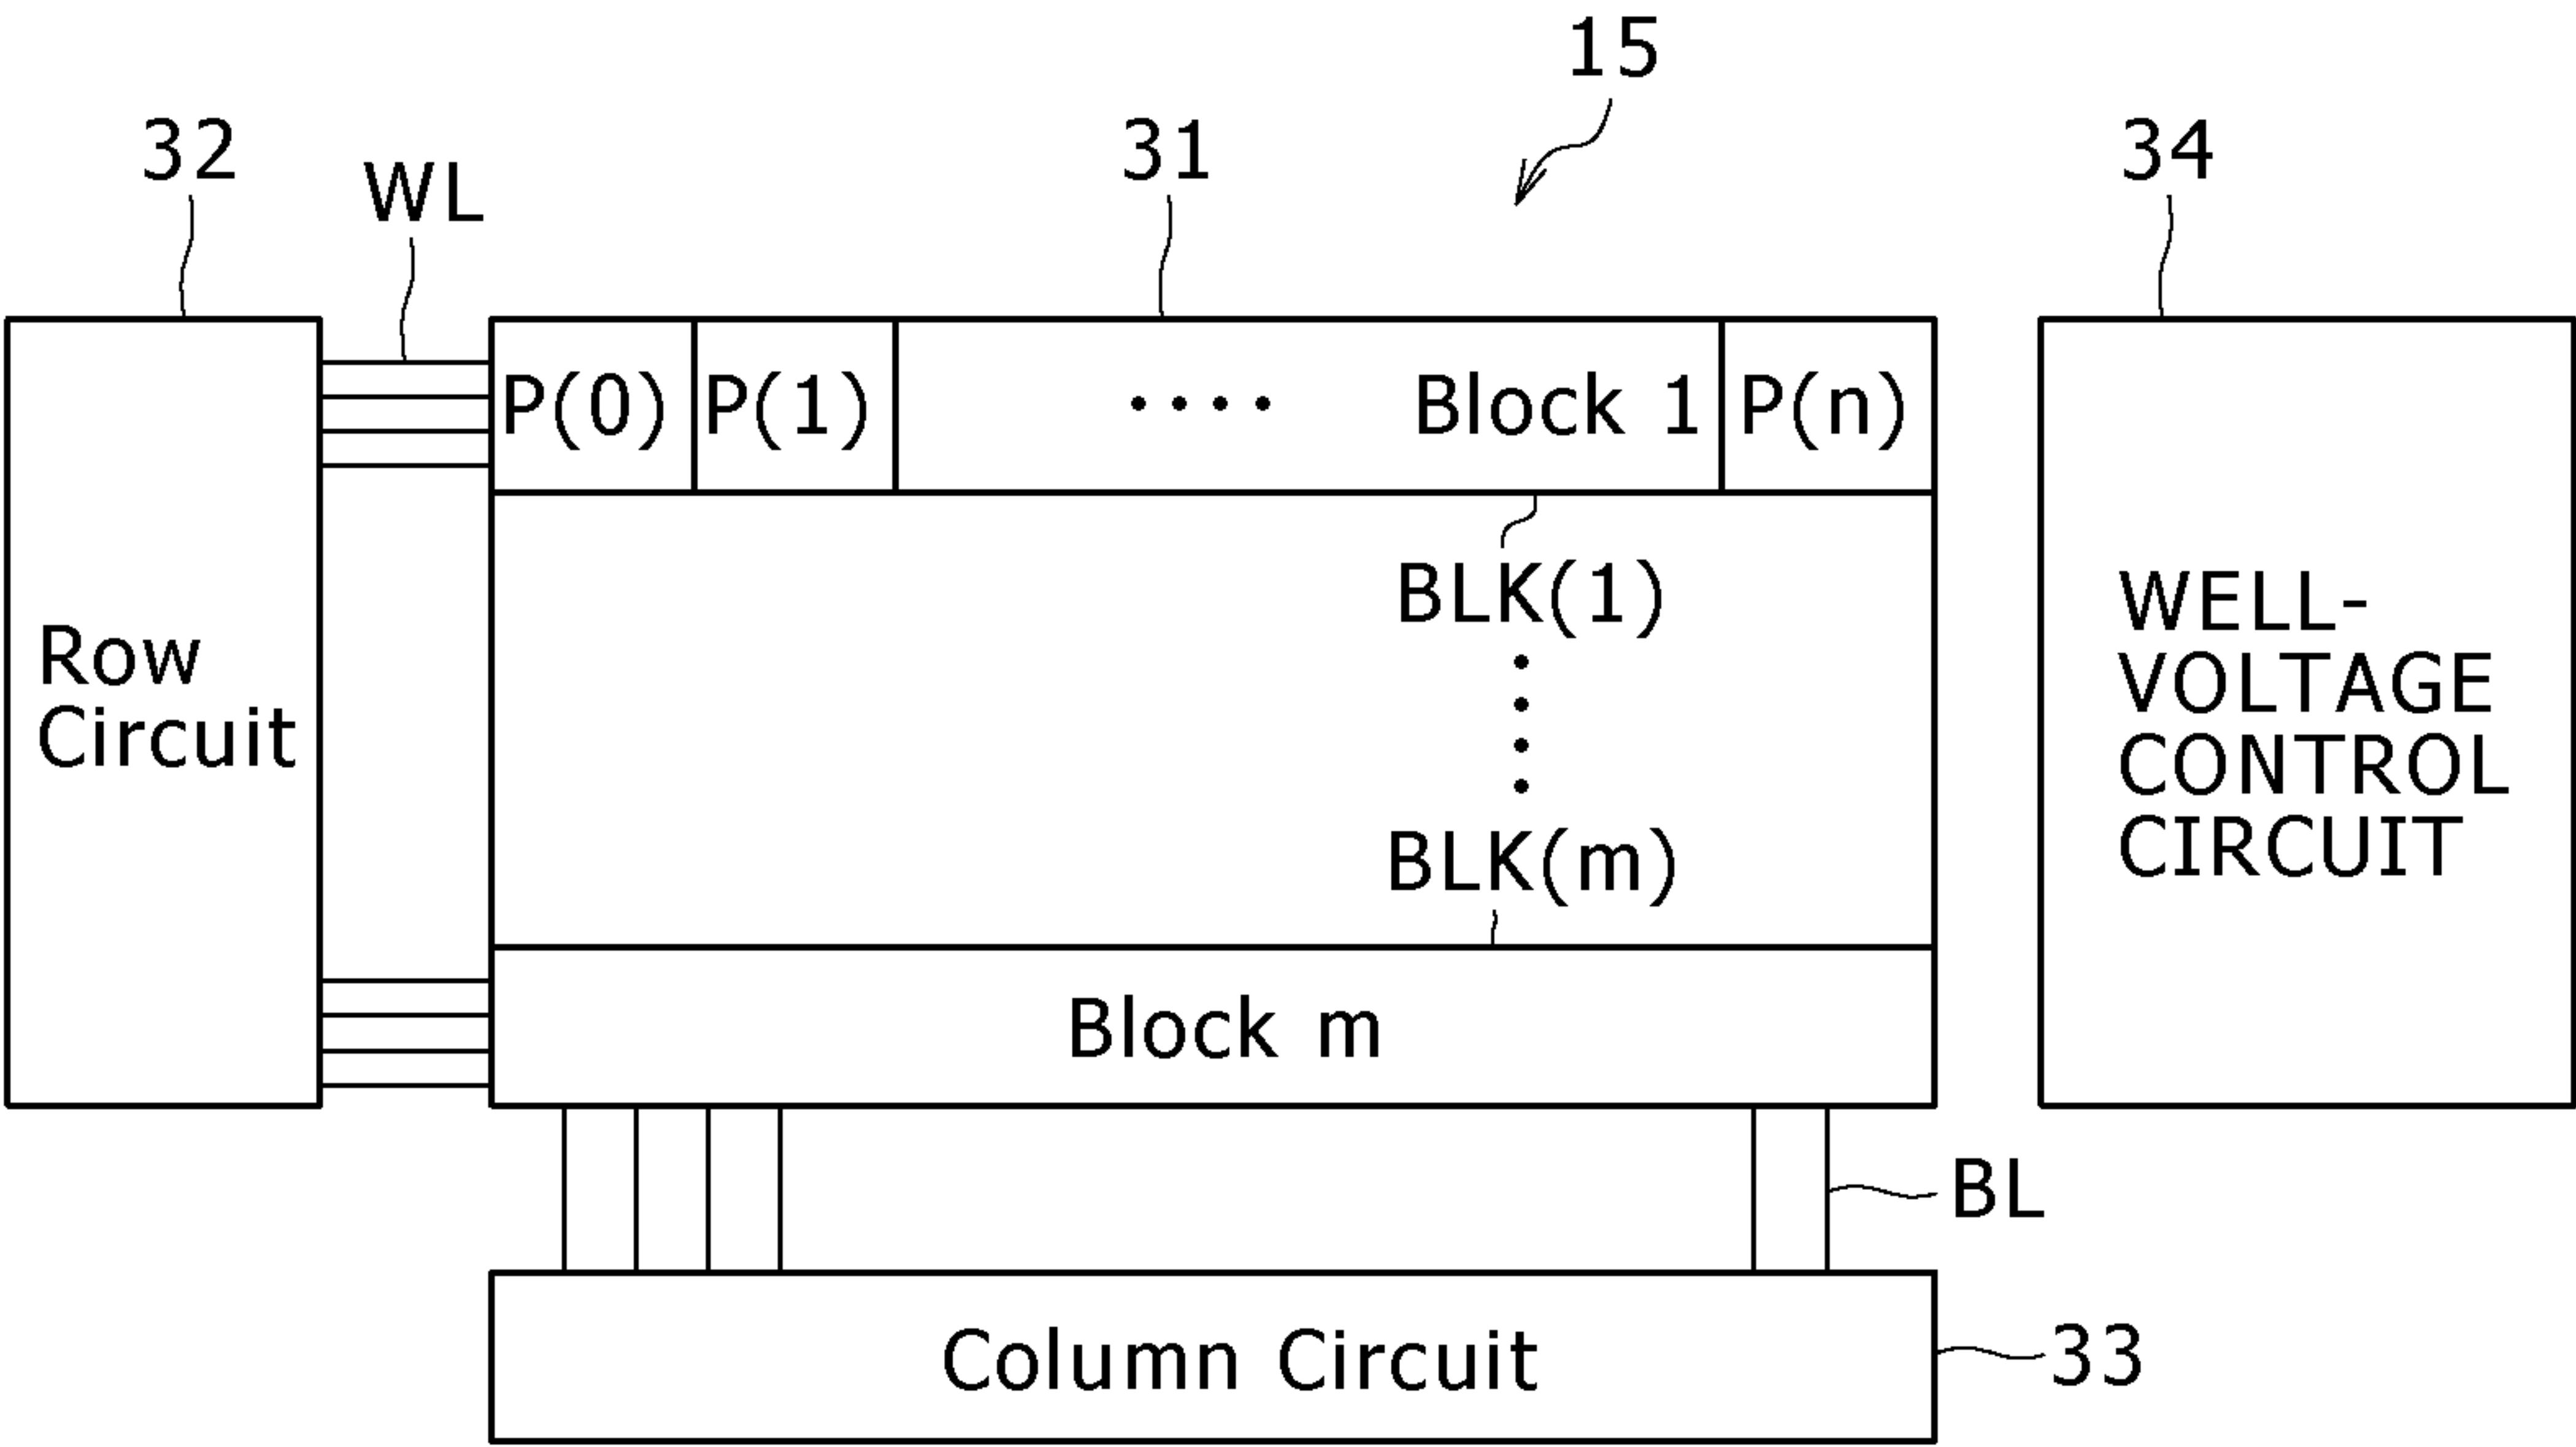 15
32
31
34
WL
P(0) P(1) ···· Block 1 P(n)
BLK(1)
BLK(m)
Row
Circuit
WELL-
VOLTAGE
CONTROL
CIRCUIT
Block m
BL
Column Circuit
33